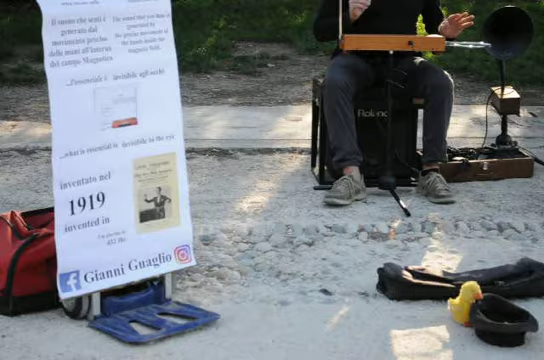 Il suono che senti è
generato dal
movimento preciso
delle mani all'interno
del campo Magnetico
The sound that you hear is
generated by
the precise movement of
the hands inside the
magnetic field.
...l'essenziale è invisibile agli occhi
...what is essential is invisible to the eye
inventato nel
1919
invented in
432 Hz.
f Gianni Guaglio
Roland